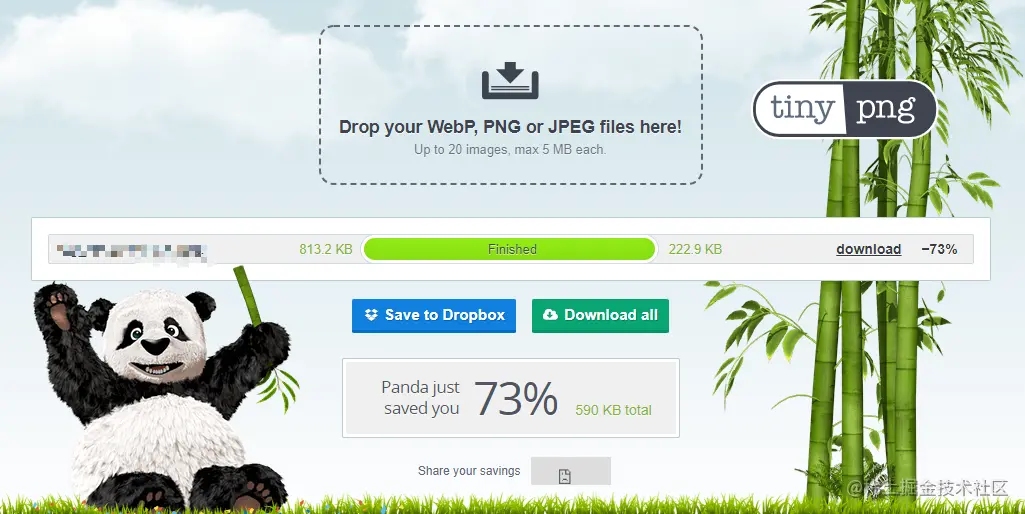 Drop your WebP, PNG or JPEG files here!
Up to 20 images, max 5 MB each.
tiny png
813.2 KB Finished 222.9 KB download −73%
Save to Dropbox Download all
Panda just
saved you 73% 590 KB total
Share your savings
@稀土掘金技术社区